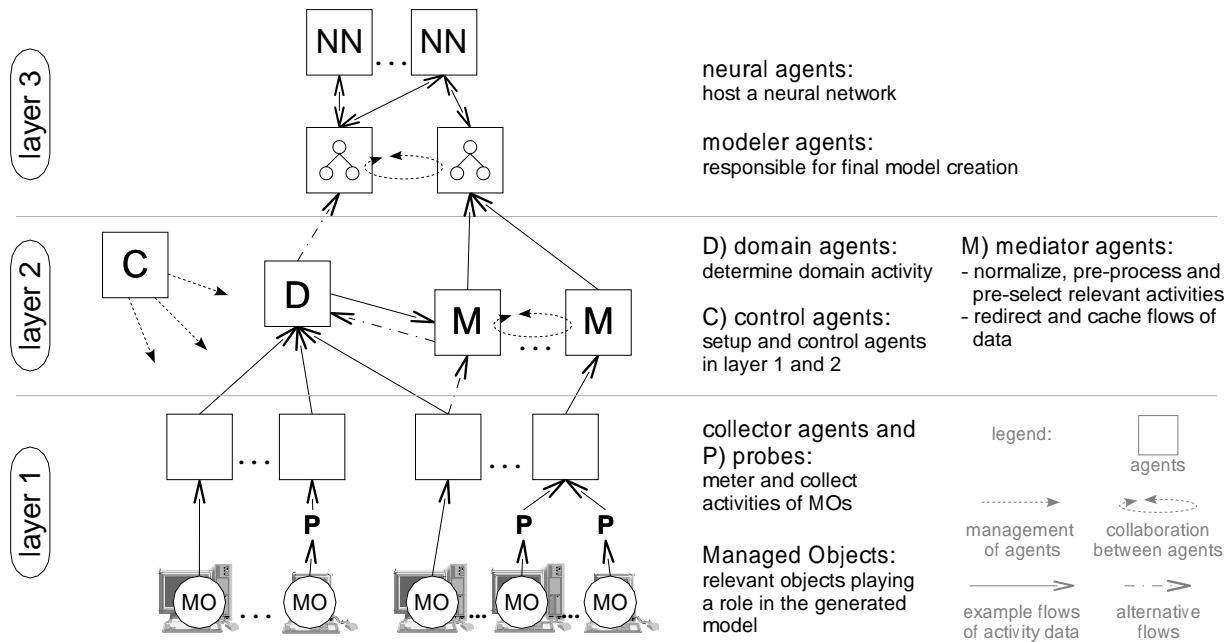 layer 3
NN
...
NN
neural agents:
host a neural network
modeler agents:
responsible for final model creation
layer 2
C
D
M
...
M
D) domain agents:
determine domain activity
C) control agents:
setup and control agents
in layer 1 and 2
M) mediator agents:
- normalize, pre-process and
pre-select relevant activities
- redirect and cache flows of
data
layer 1
...
...
P
P
P
MO
...
MO
MO
...
MO
...
MO
collector agents and
P) probes:
meter and collect
activities of MOs
Managed Objects:
relevant objects playing
a role in the generated
model
legend:
agents
management
of agents
collaboration
between agents
example flows
of activity data
alternative
flows